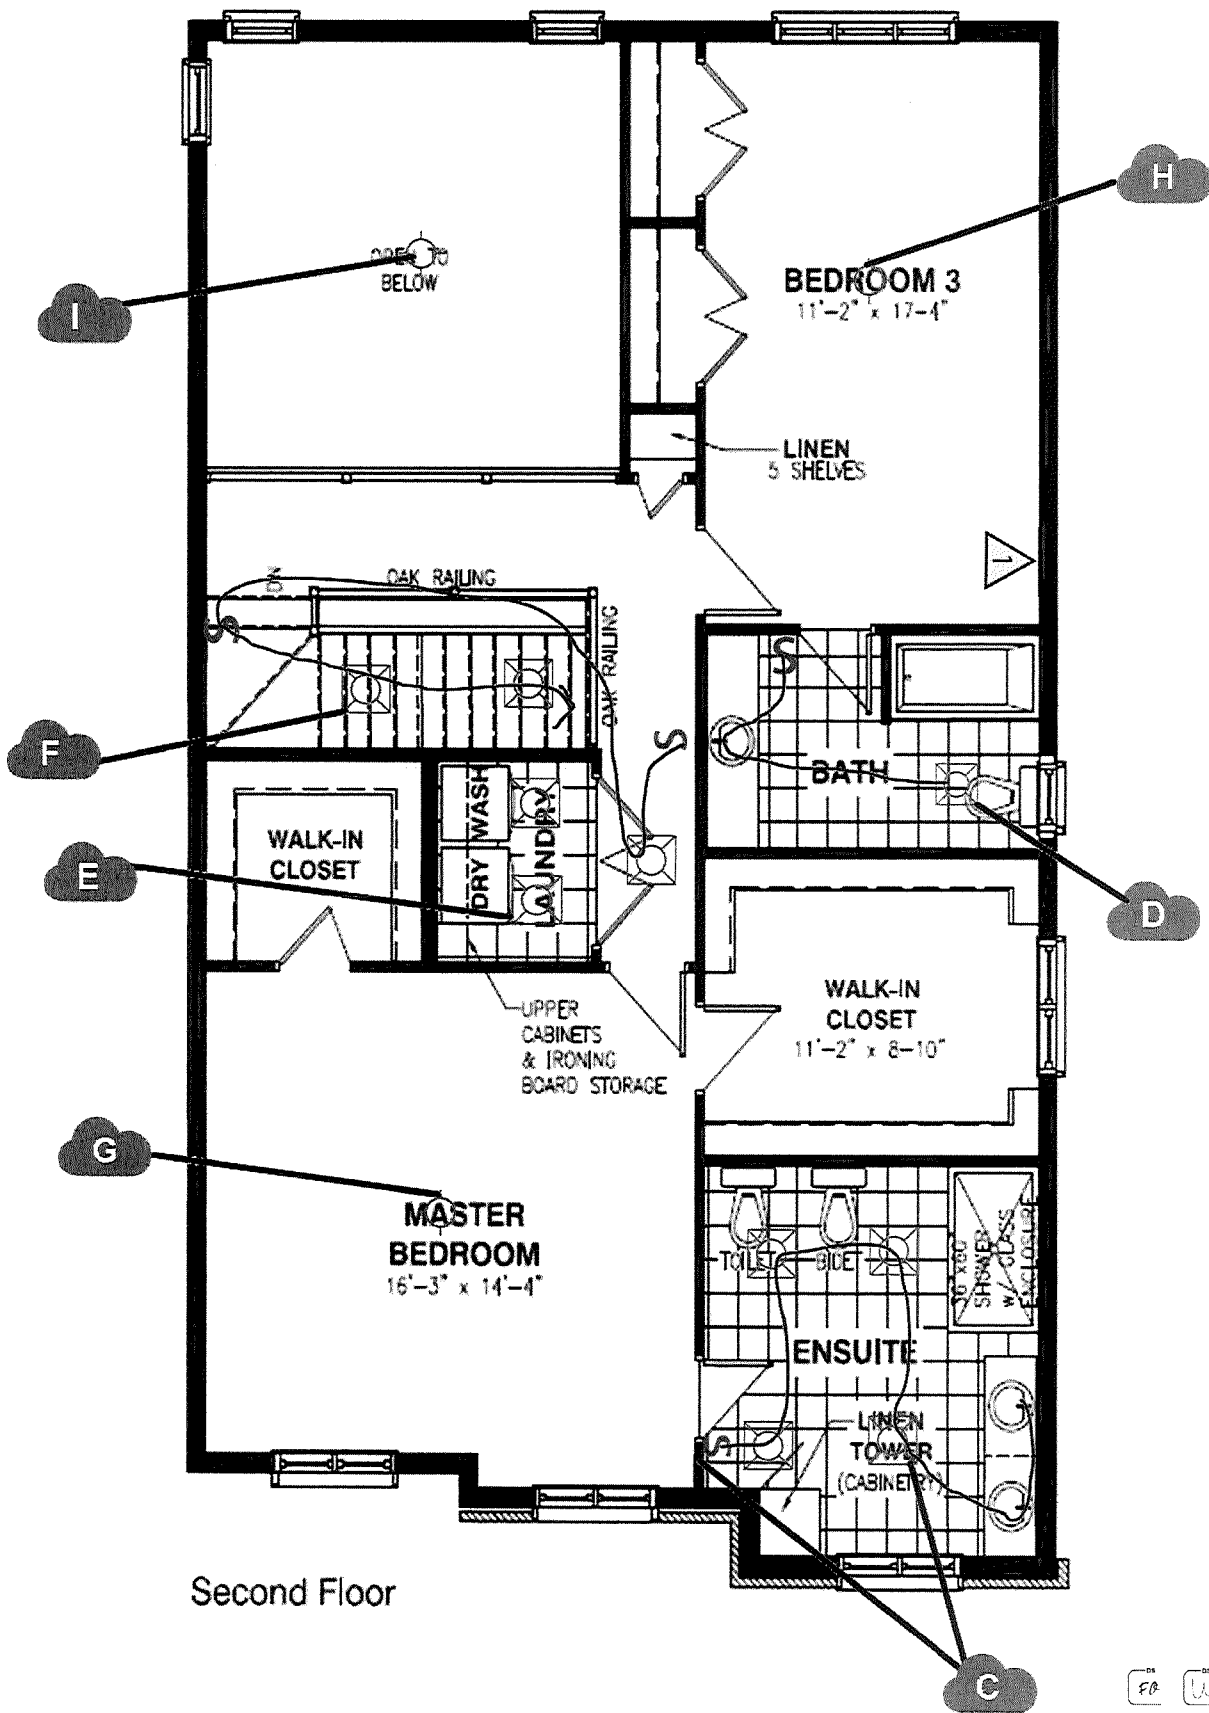 H
OPEN TO
BELOW
I
BEDROOM 3
11'-2" x 17'-4"
LINEN
5 SHELVES
1
DN
OAK RAILING
OAK RAILING
S
S
S
F
BATH
WALK-IN
CLOSET
WASH
DRY
LAUNDRY
E
D
UPPER
CABINETS
& IRONING
BOARD STORAGE
WALK-IN
CLOSET
11'-2" x 8'-10"
G
MASTER
BEDROOM
16'-3" x 14'-4"
TOILET
BIDET
SHOWER
W/ GLASS
ENCLOSURE
ENSUITE
S
LINEN
TOWER
(CABINETRY)
Second Floor
C
DS